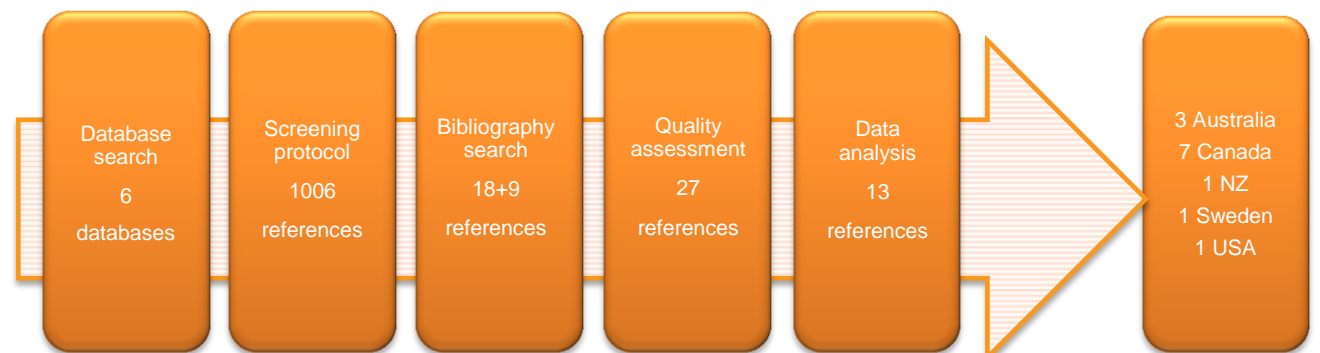 Database
search
6
databases
Screening
protocol
1006
references
Bibliography
search
18+9
references
Quality
assessment
27
references
Data
analysis
13
references
3 Australia
7 Canada
1 NZ
1 Sweden
1 USA